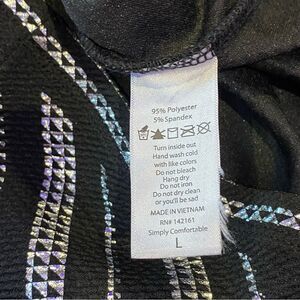 95% Polyester
5% Spandex
Turn inside out
Hand wash cold
with like colors
Do not bleach
Hang dry
Do not iron
Do not dry clean
or you'll be sad
MADE IN VIETNAM
RN# 142161
Simply Comfortable
L